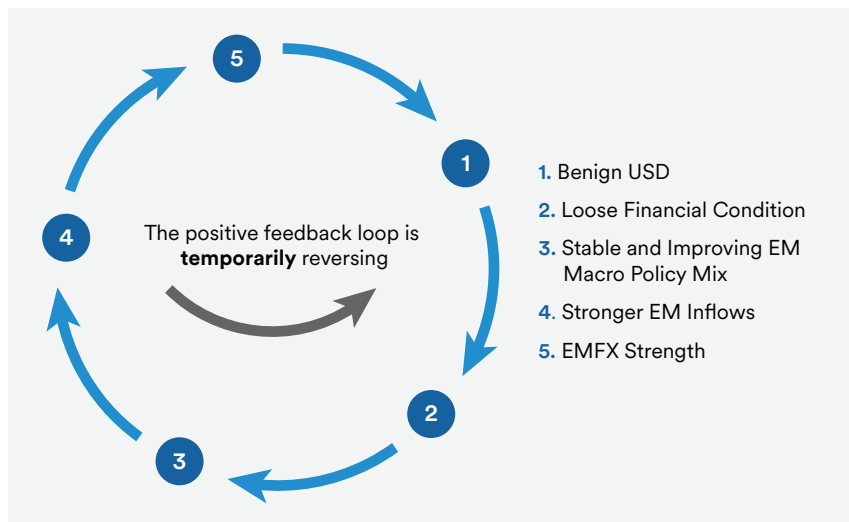 5
1
4
The positive feedback loop is
temporarily reversing
2
3
1. Benign USD
2. Loose Financial Condition
3. Stable and Improving EM
Macro Policy Mix
4. Stronger EM Inflows
5. EMFX Strength